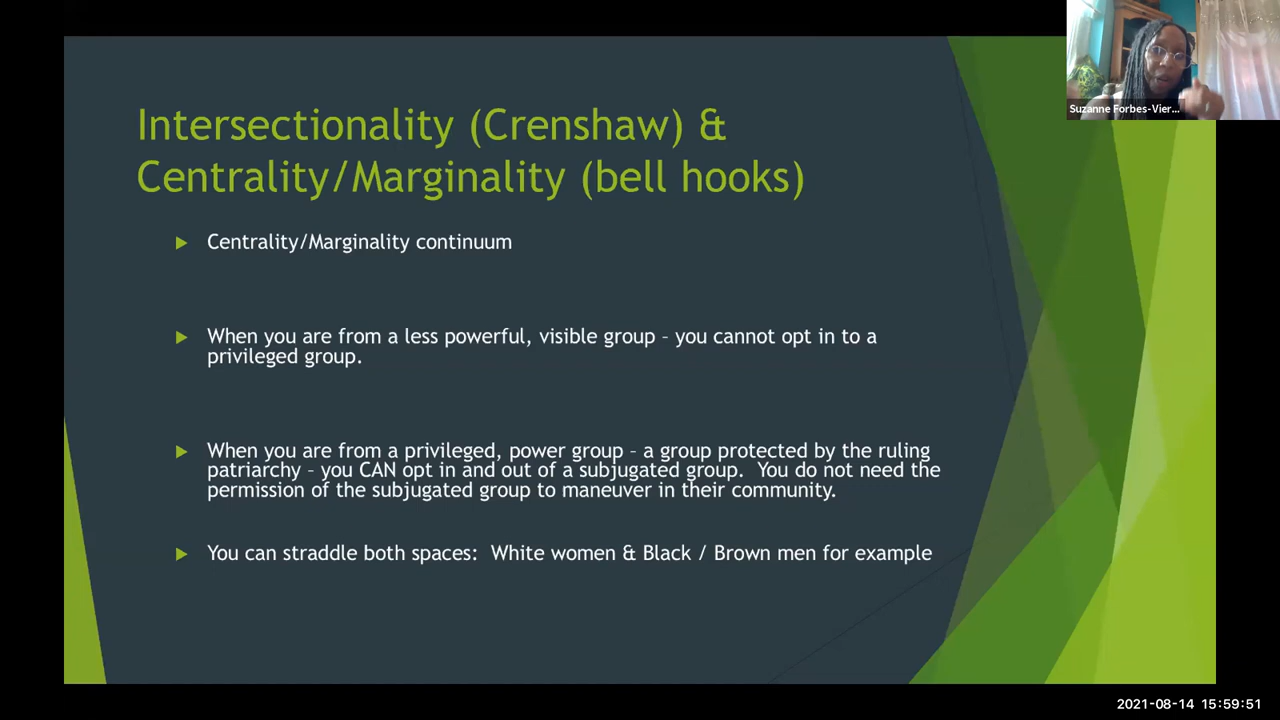 Suzanne Forbes-Vier...
Intersectionality (Crenshaw) &
Centrality/Marginality (bell hooks)
Centrality/Marginality continuum
When you are from a less powerful, visible group – you cannot opt in to a
privileged group.
When you are from a privileged, power group – a group protected by the ruling
patriarchy – you CAN opt in and out of a subjugated group.  You do not need the
permission of the subjugated group to maneuver in their community.
You can straddle both spaces:  White women & Black / Brown men for example
2021-08-14 15:59:51